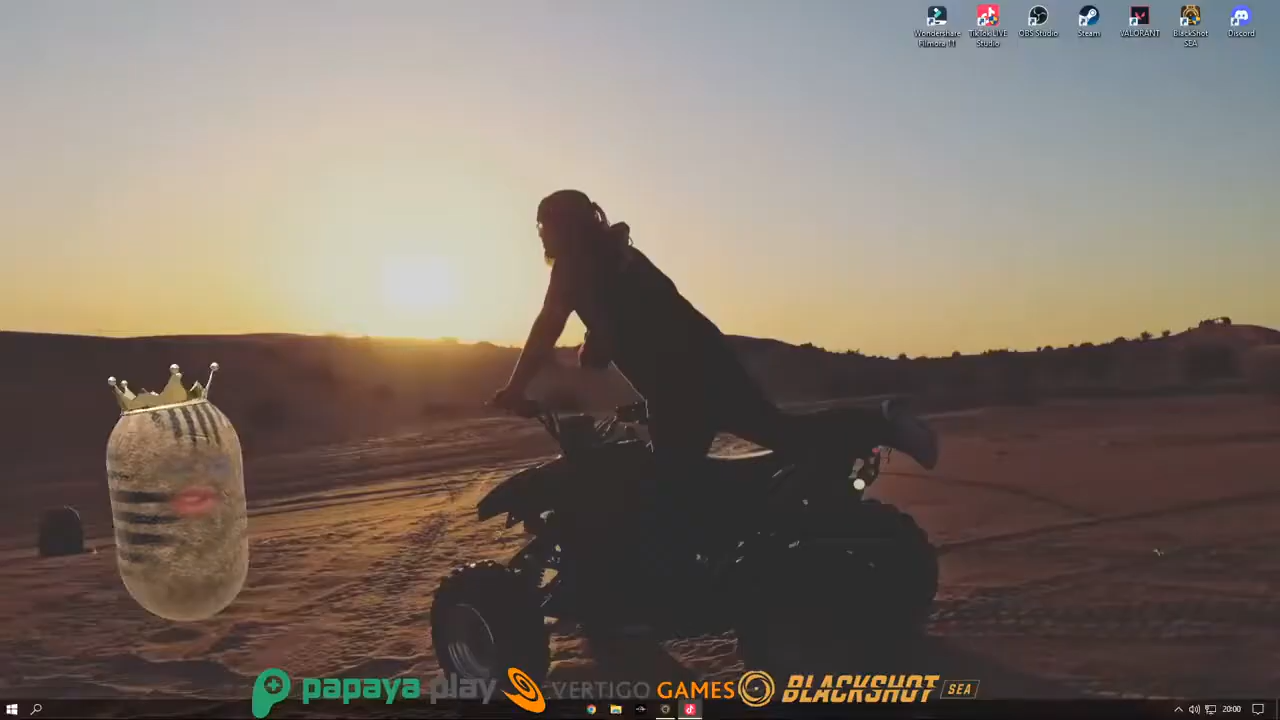 Wondershare
Filmora 11
TikTok LIVE
Studio
OBS Studio
Steam
VALORANT
BlackShot
SEA
Discord
papaya play
VERTIGO GAMES
BLACKSHOT SEA
20:00